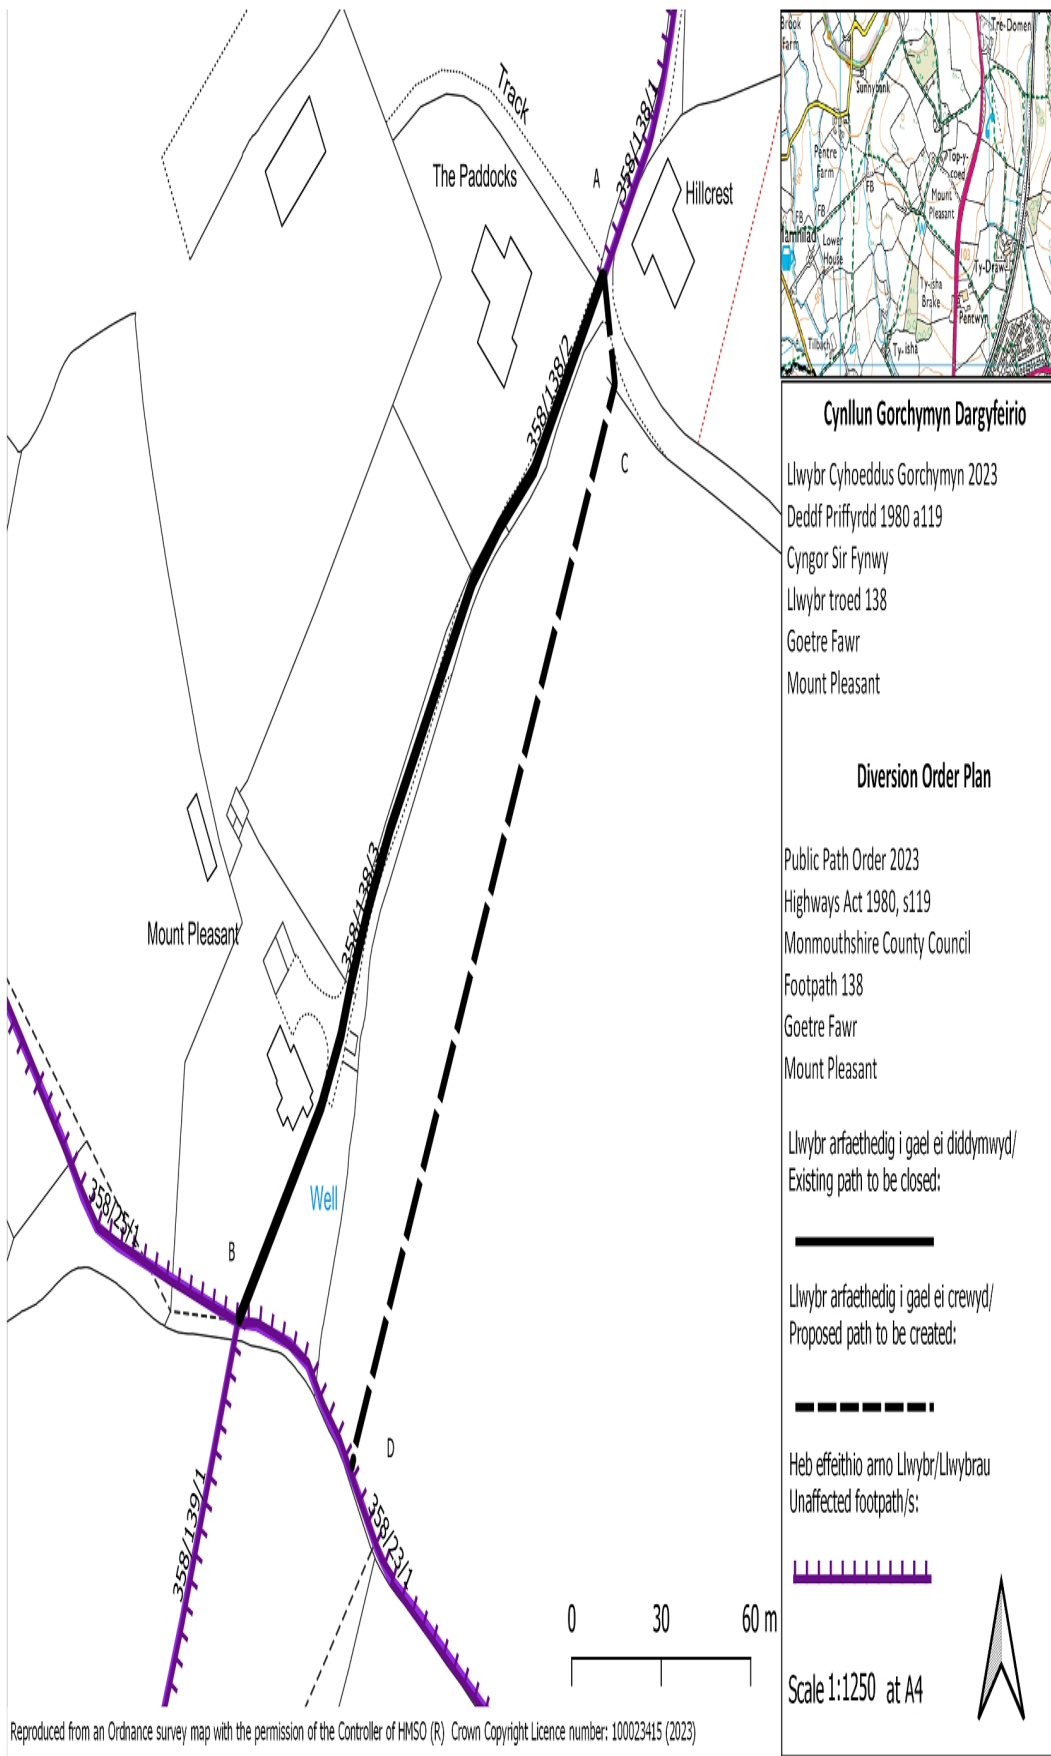 Track
The Paddocks
A
358/138/1
Hillcrest
358/138/2
C
358/138/3
Mount Pleasant
Well
358/25/1
B
D
358/139/1
358/23/1
0 30 60 m
Reproduced from an Ordnance survey map with the permission of the Controller of HMSO (R) Crown Copyright Licence number: 100023415 (2023)
Brook
Farm
Tre-Domen
Sunnybank
Pentre
Farm
Top-y-
coed
FB
Mount
Pleasant
FB
FB
W
Mamhilad
Lower
House
103
Ty-Draw
Ty-isha
Brake
Pentwyn
Ty-isha
Cynllun Gorchymyn Dargyfeirio
Llwybr Cyhoeddus Gorchymyn 2023
Deddf Priffyrdd 1980 a119
Cyngor Sir Fynwy
Llwybr troed 138
Goetre Fawr
Mount Pleasant
Diversion Order Plan
Public Path Order 2023
Highways Act 1980, s119
Monmouthshire County Council
Footpath 138
Goetre Fawr
Mount Pleasant
Llwybr arfaethedig i gael ei diddymwyd/
Existing path to be closed:
Llwybr arfaethedig i gael ei crewyd/
Proposed path to be created:
Heb effeithio arno Llwybr/Llwybrau
Unaffected footpath/s:
Scale 1:1250 at A4